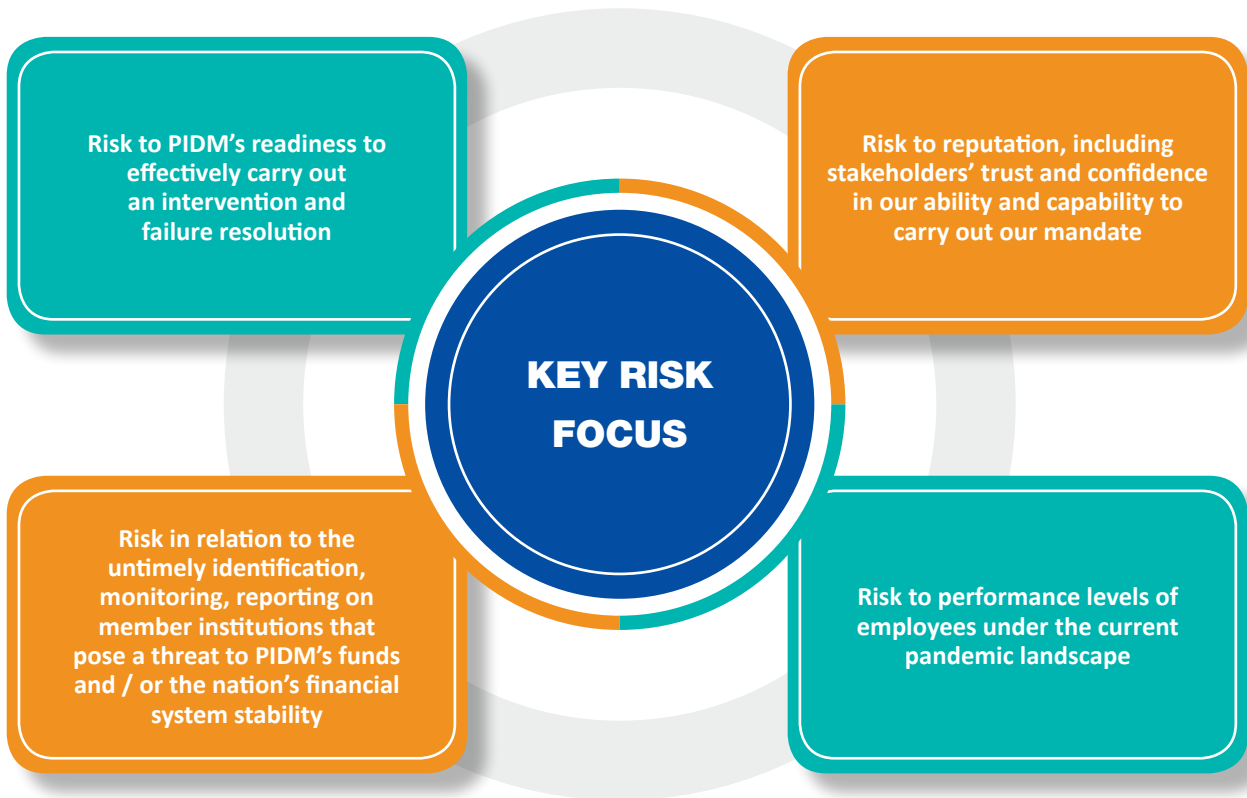 Risk to PIDM's readiness to
effectively carry out
an intervention and
failure resolution
Risk to reputation, including
stakeholders' trust and confidence
in our ability and capability to
carry out our mandate
KEY RISK
FOCUS
Risk in relation to the
untimely identification,
monitoring, reporting on
member institutions that
pose a threat to PIDM's funds
and / or the nation's financial
system stability
Risk to performance levels of
employees under the current
pandemic landscape